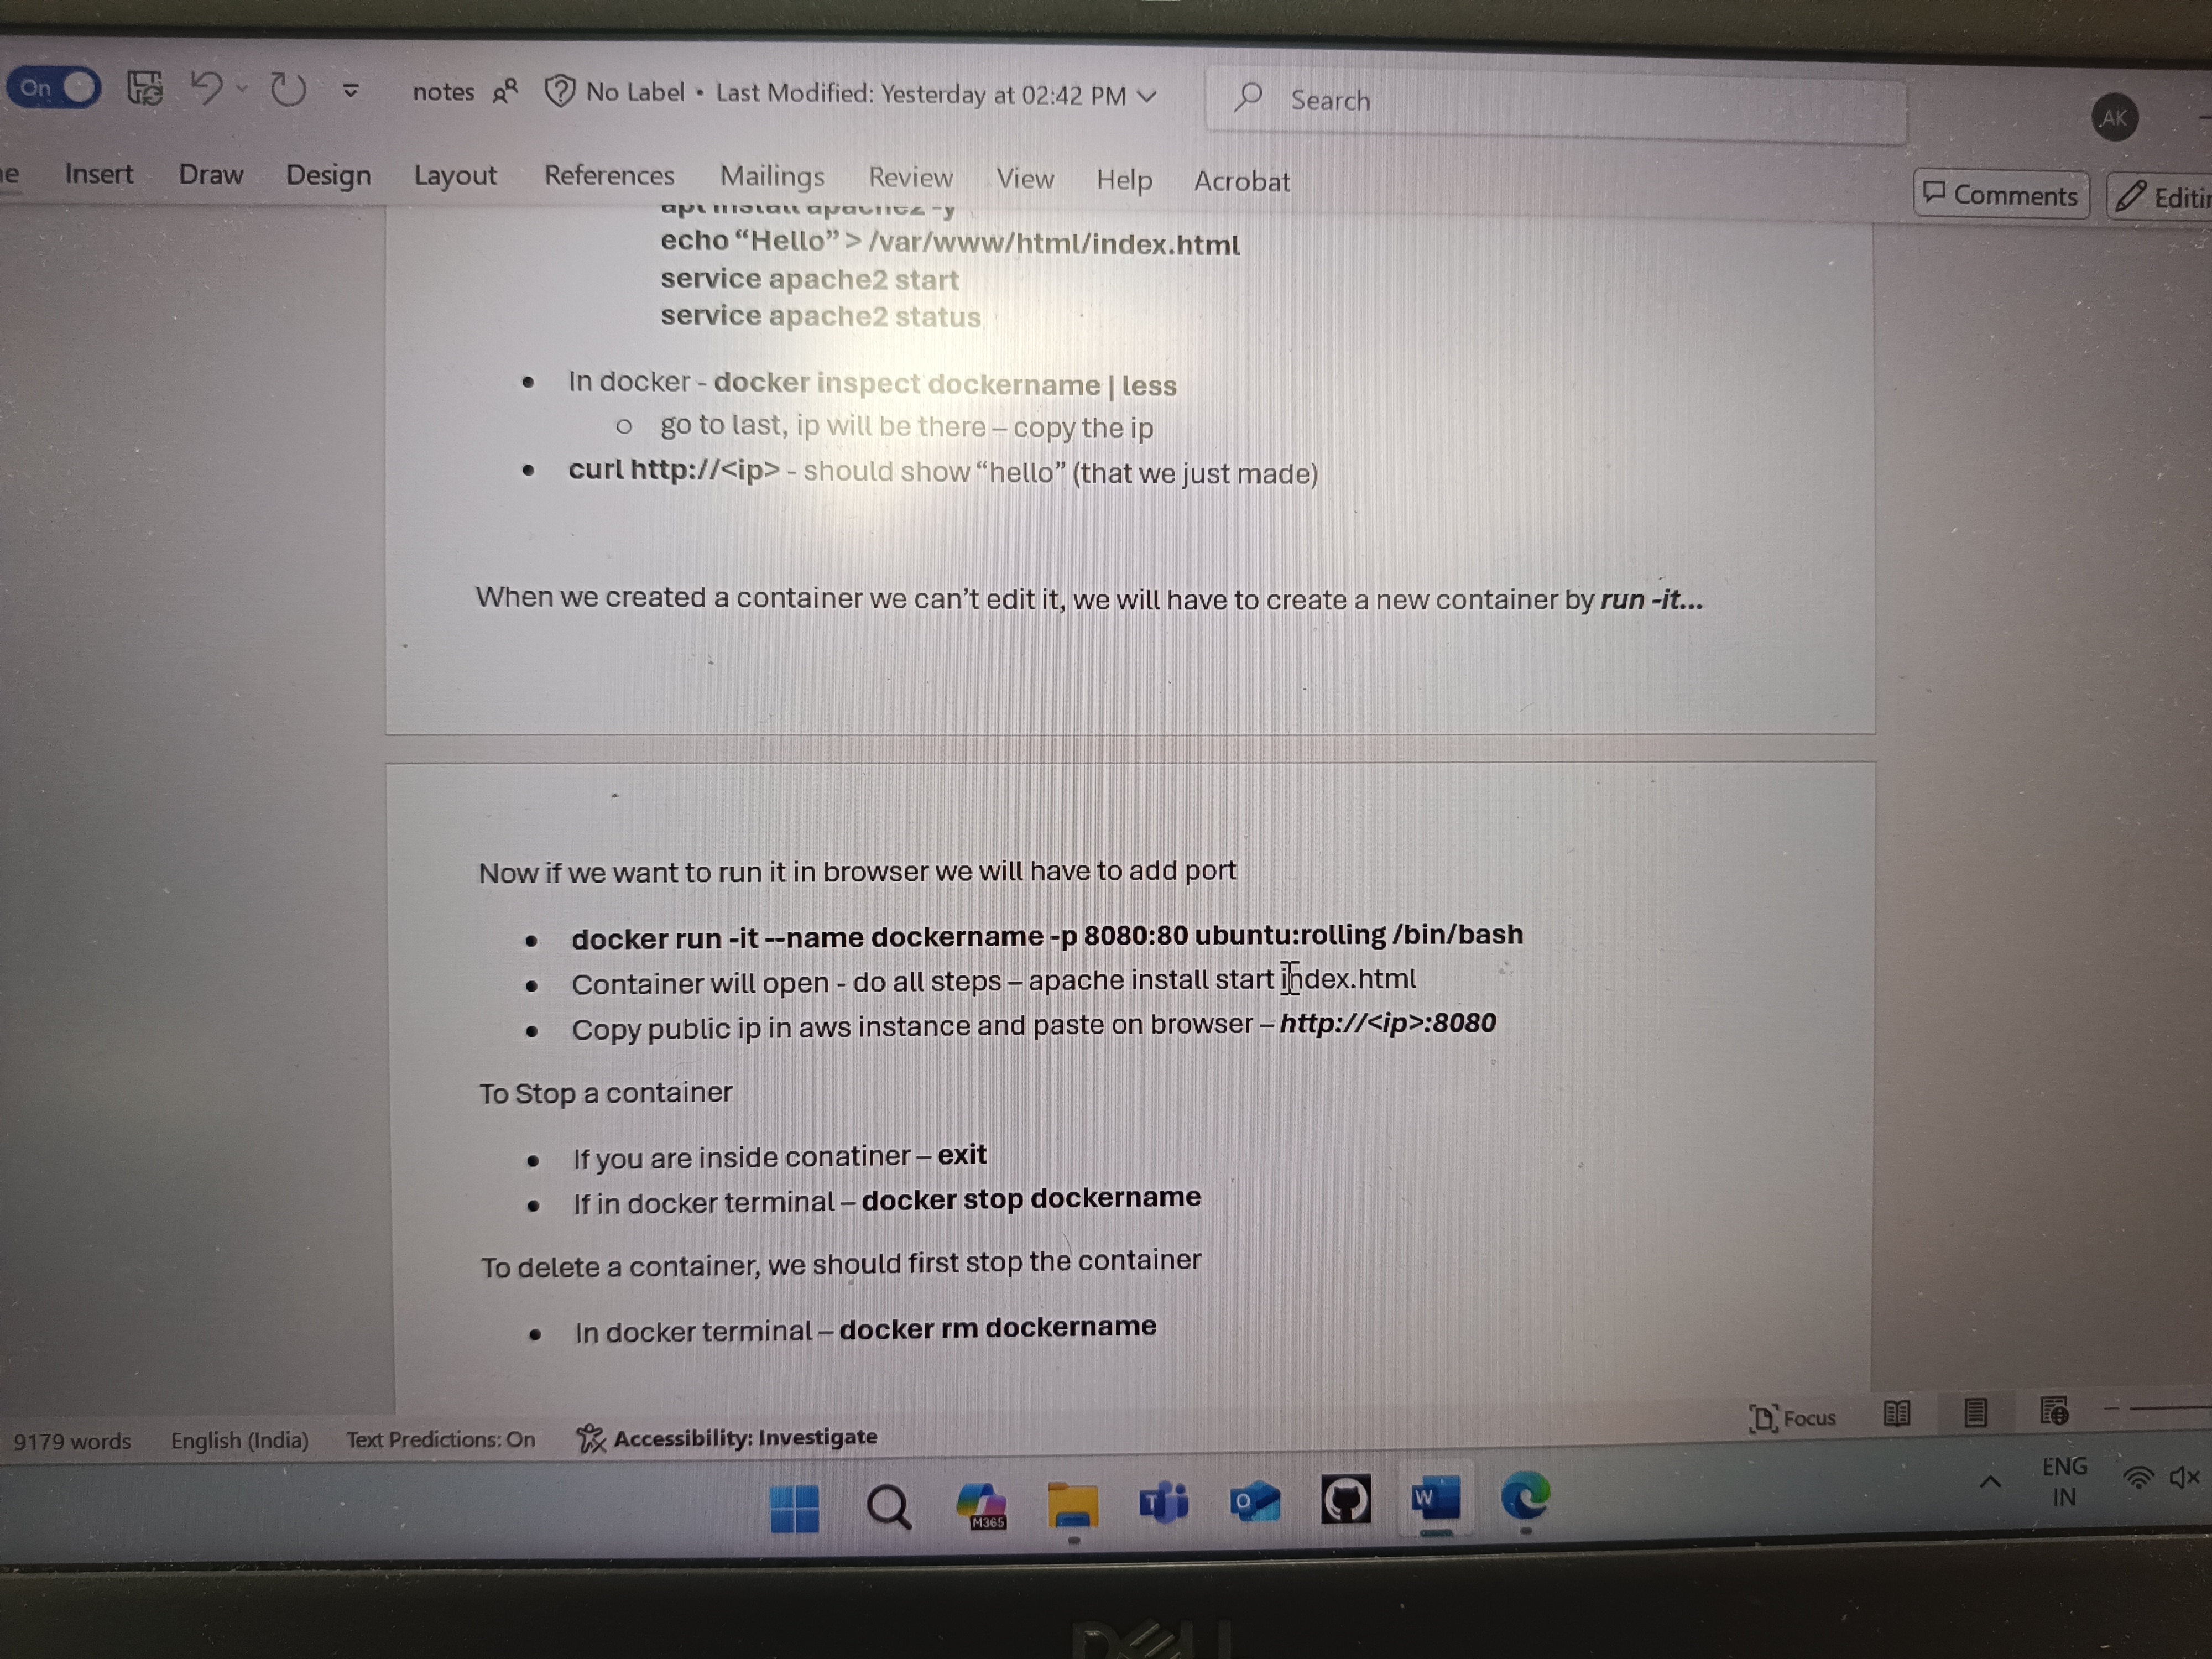 On notes No Label • Last Modified: Yesterday at 02:42 PM Search AK
Insert Draw Design Layout References Mailings Review View Help Acrobat Comments
apt install apache2 -y
echo “Hello” > /var/www/html/index.html
service apache2 start
service apache2 status
• In docker - docker inspect dockername | less
o go to last, ip will be there – copy the ip
• curl http://<ip> - should show “hello” (that we just made)
When we created a container we can’t edit it, we will have to create a new container by run -it...
Now if we want to run it in browser we will have to add port
• docker run -it --name dockername -p 8080:80 ubuntu:rolling /bin/bash
• Container will open - do all steps – apache install start index.html
• Copy public ip in aws instance and paste on browser – http://<ip>:8080
To Stop a container
• If you are inside conatiner – exit
• If in docker terminal – docker stop dockername
To delete a container, we should first stop the container
• In docker terminal – docker rm dockername
9179 words English (India) Text Predictions: On Accessibility: Investigate Focus
M365 T O W ENG
IN
DELL